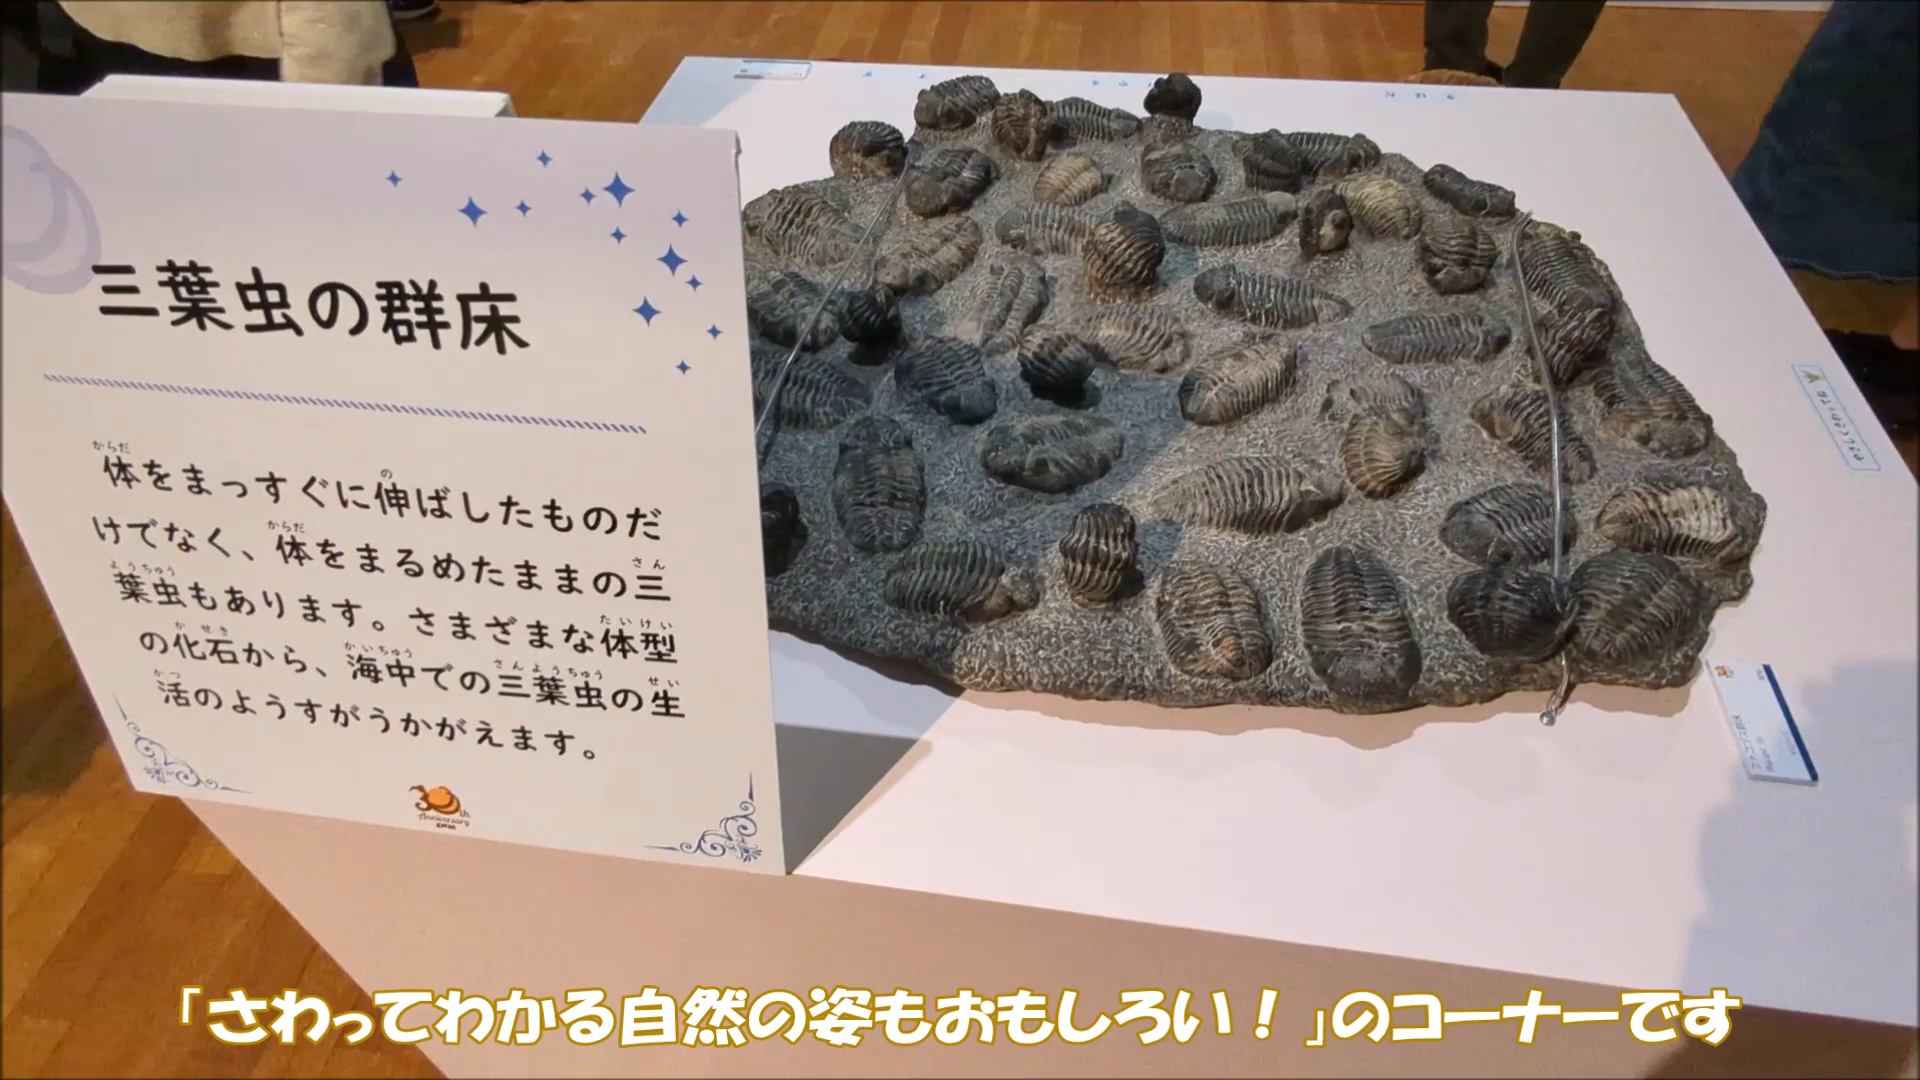 三葉虫の群床
体をまっすぐに伸ばしたものだ
けでなく、体をまるめたままの三
葉虫もあります。さまざまな体型
の化石から、海中での三葉虫の生
活のようすがうかがえます。
30th
Anniversary
「さわってわかる自然の姿もおもしろい！」のコーナーです